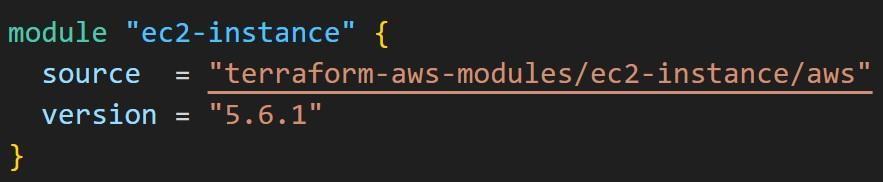 module "ec2-instance" {
  source  = "terraform-aws-modules/ec2-instance/aws"
  version = "5.6.1"
}